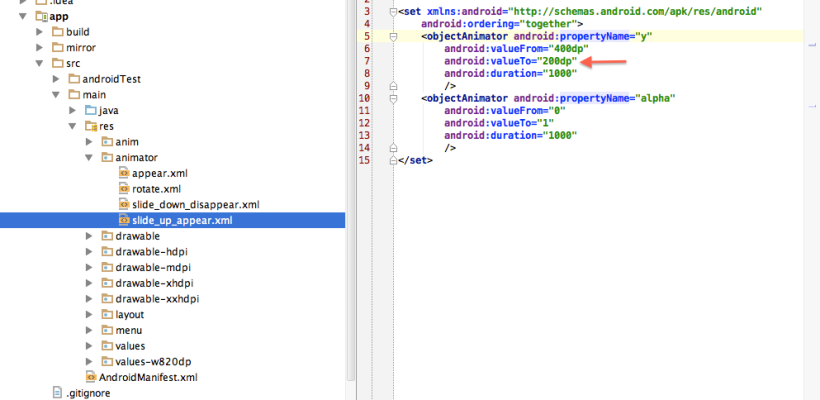 .idea
app
build
mirror
src
androidTest
main
java
res
anim
animator
appear.xml
rotate.xml
slide_down_disappear.xml
slide_up_appear.xml
drawable
drawable-hdpi
drawable-mdpi
drawable-xhdpi
drawable-xxhdpi
layout
menu
values
values-w820dp
AndroidManifest.xml
.gitignore
2
3 <set xmlns:android="http://schemas.android.com/apk/res/android"
4 android:ordering="together">
5 <objectAnimator android:propertyName="y"
6 android:valueFrom="400dp"
7 android:valueTo="200dp"
8 android:duration="1000"
9 />
10 <objectAnimator android:propertyName="alpha"
11 android:valueFrom="0"
12 android:valueTo="1"
13 android:duration="1000"
14 />
15 </set>